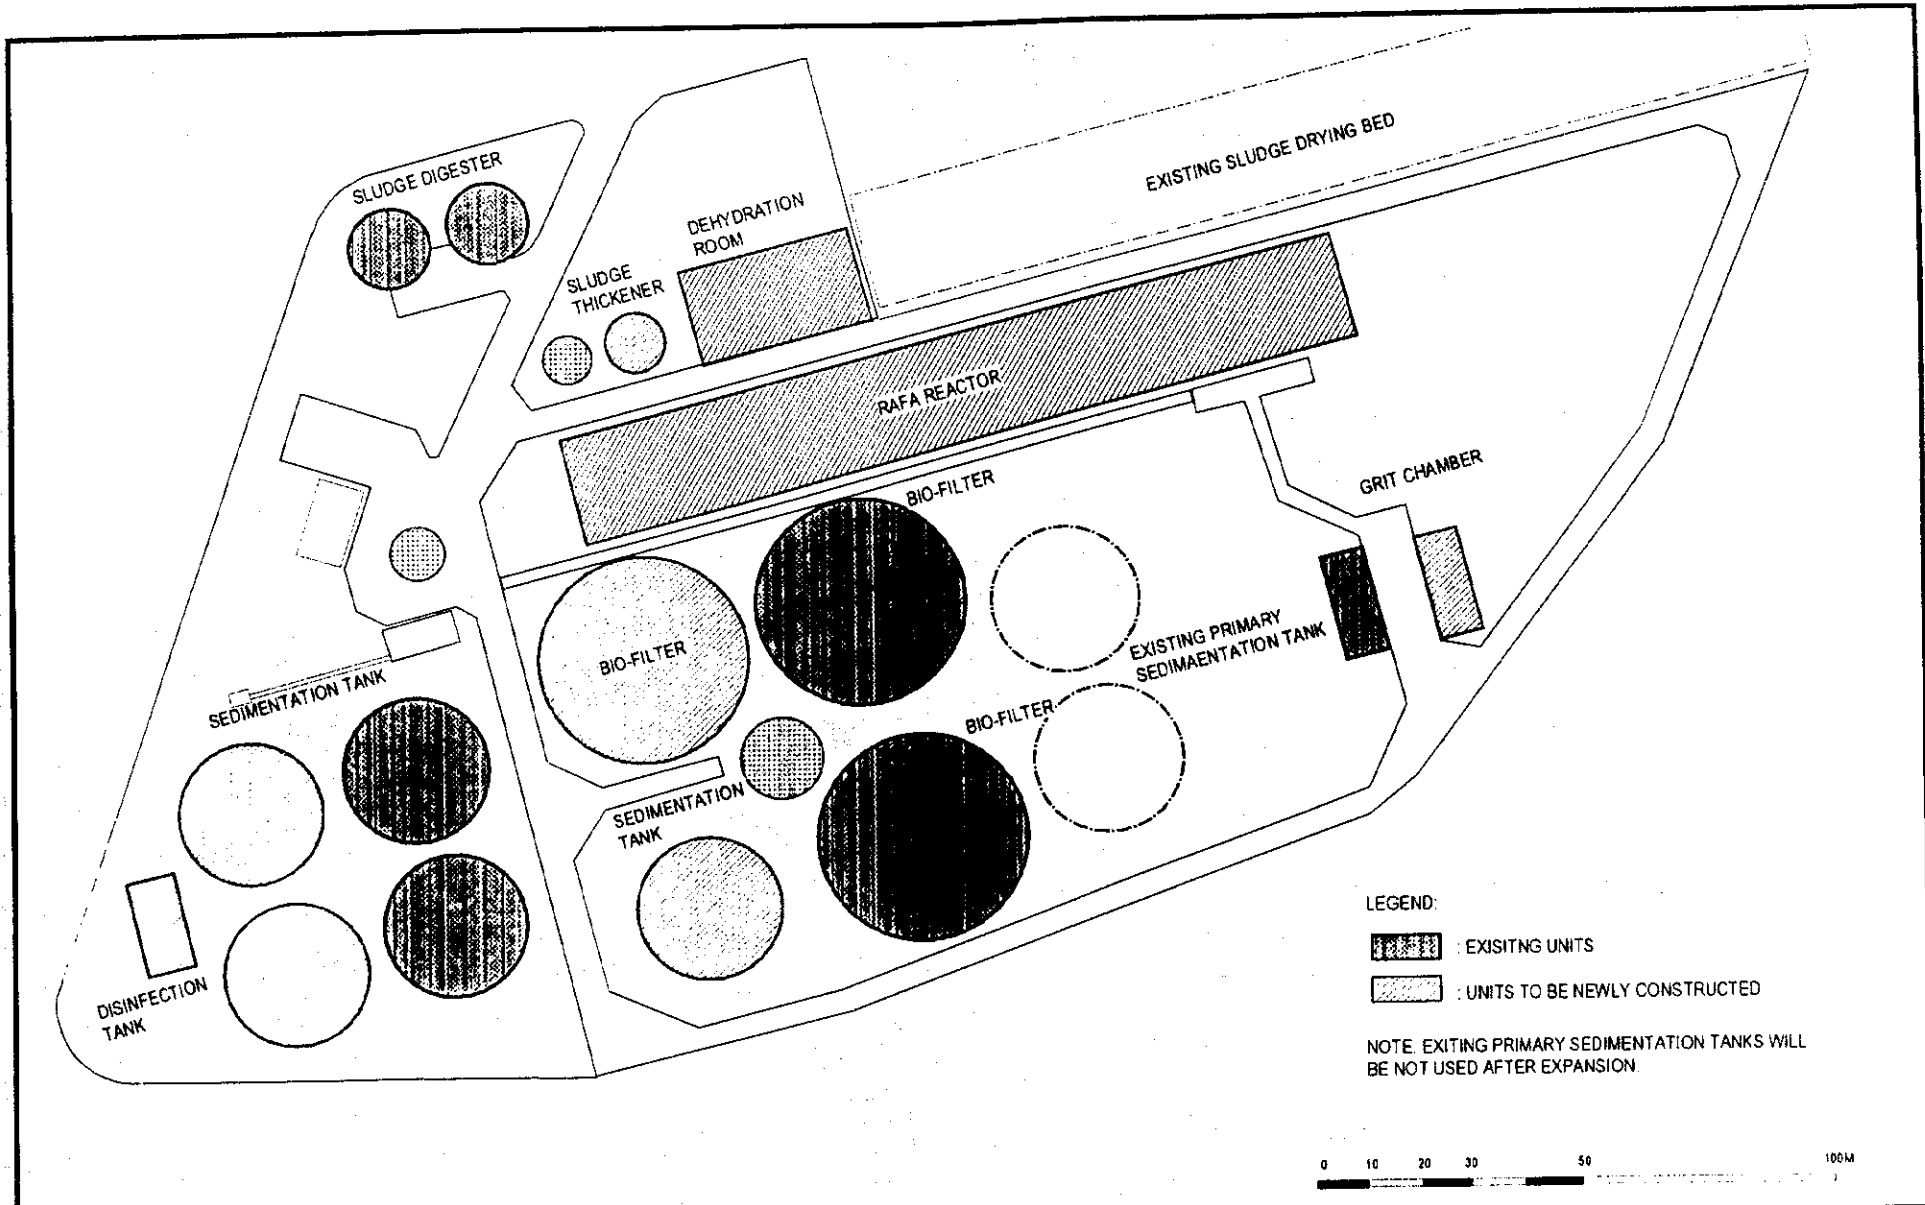 SLUDGE DIGESTER
EXISTING SLUDGE DRYING BED
DEHYDRATION
ROOM
SLUDGE
THICKENER
RAFA REACTOR
BIO-FILTER
GRIT CHAMBER
BIO-FILTER
EXISTING PRIMARY
SEDIMAENTATION TANK
SEDIMENTATION TANK
BIO-FILTER
SEDIMENTATION
TANK
DISINFECTION
TANK
LEGEND:
: EXISITNG UNITS
: UNITS TO BE NEWLY CONSTRUCTED
NOTE. EXITING PRIMARY SEDIMENTATION TANKS WILL
BE NOT USED AFTER EXPANSION.
0 10 20 30 50 100M